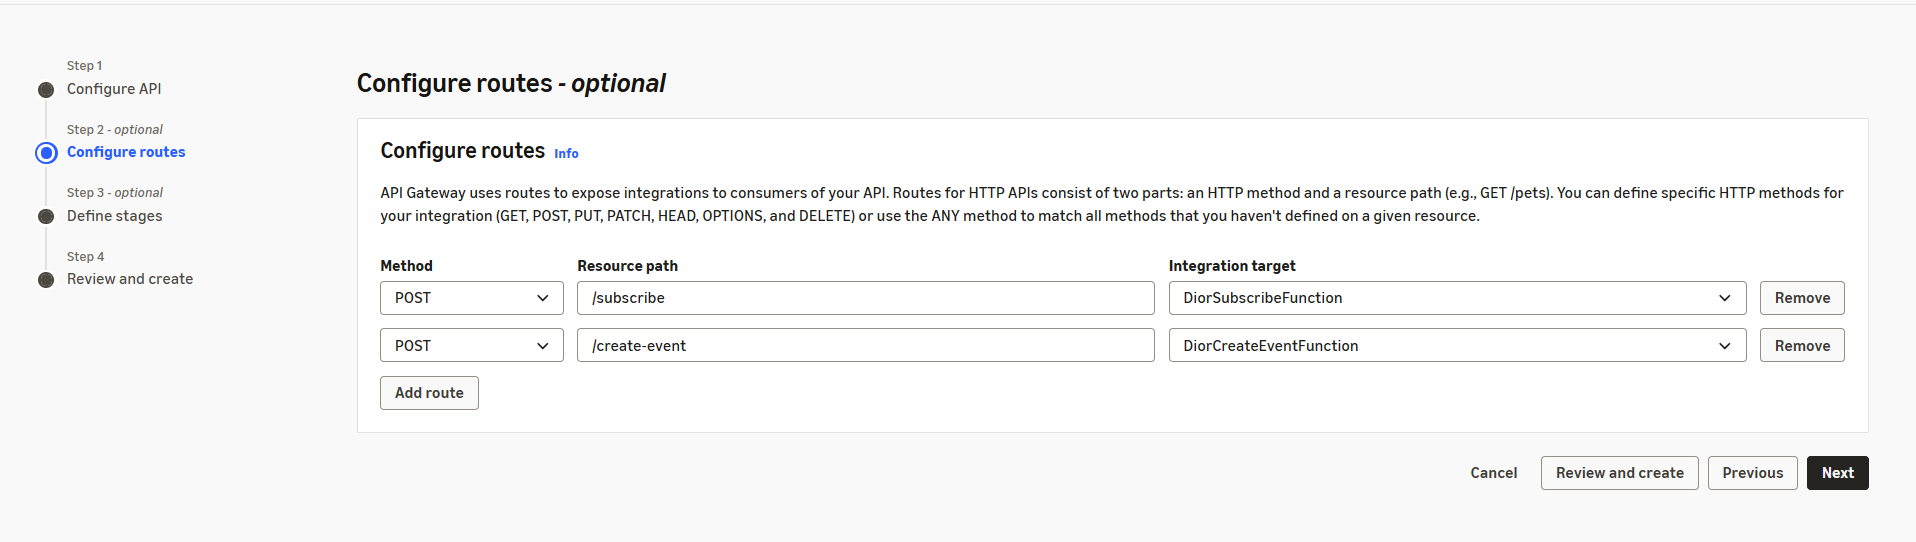 Step 1
Configure API
Step 2 - optional
Configure routes
Step 3 - optional
Define stages
Step 4
Review and create
Configure routes - optional
Configure routes Info
API Gateway uses routes to expose integrations to consumers of your API. Routes for HTTP APIs consist of two parts: an HTTP method and a resource path (e.g., GET /pets). You can define specific HTTP methods for
your integration (GET, POST, PUT, PATCH, HEAD, OPTIONS, and DELETE) or use the ANY method to match all methods that you haven't defined on a given resource.
Method Resource path Integration target
POST /subscribe DiorSubscribeFunction Remove
POST /create-event DiorCreateEventFunction Remove
Add route
Cancel Review and create Previous Next